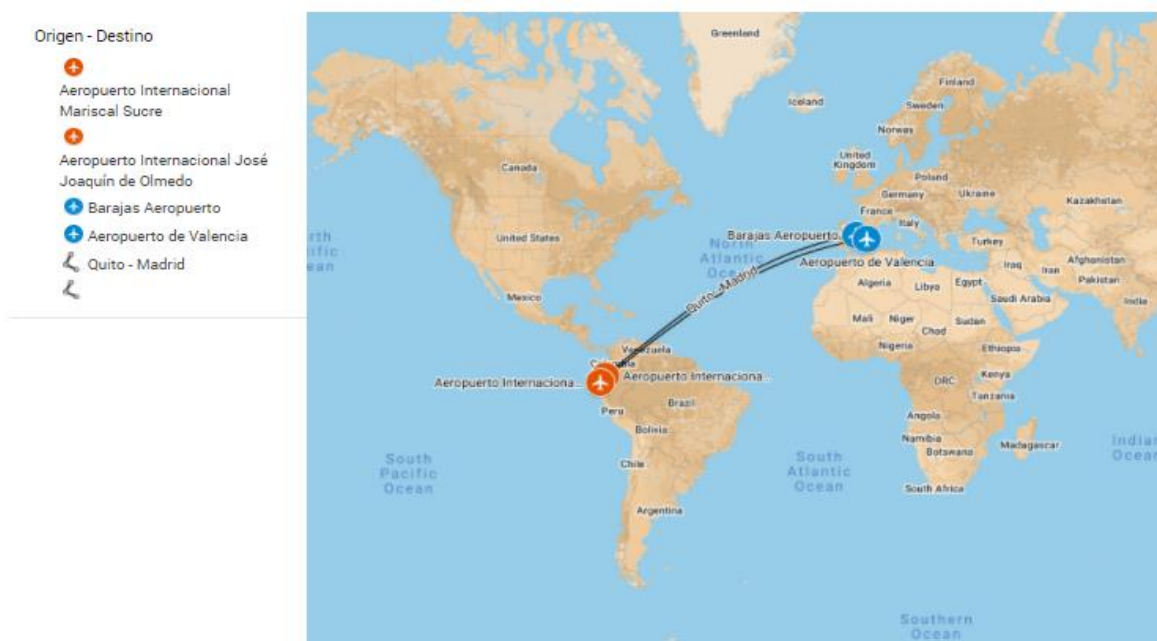 Origen - Destino
Aeropuerto Internacional
Mariscal Sucre
Aeropuerto Internacional José
Joaquín de Olmedo
Barajas Aeropuerto
Aeropuerto de Valencia
Quito - Madrid
Greenland
Iceland
Finland
Sweden
Norway
Canada
United
Kingdom
Poland
Germany
Ukraine
Kazakhstan
France
Italy
United States
North
Atlantic
Ocean
Barajas Aeropuerto...
Aeropuerto de Valencia
Turkey
Afghanistan
Iraq
Iran
Pakistan
Algeria
Libya
Egypt
Saudi Arabia
India
Quito - Madrid
Mexico
Mali
Niger
Chad
Sudan
Nigeria
Ethiopia
Venezuela
Colombia
Aeropuerto Internaciona...
Aeropuerto Internaciona...
Kenya
DRC
Tanzania
Peru
Brazil
Angola
Bolivia
Namibia
Botswana
Madagascar
Indian
Ocean
Chile
South
Pacific
Ocean
South
Atlantic
Ocean
South Africa
Argentina
Southern
Ocean